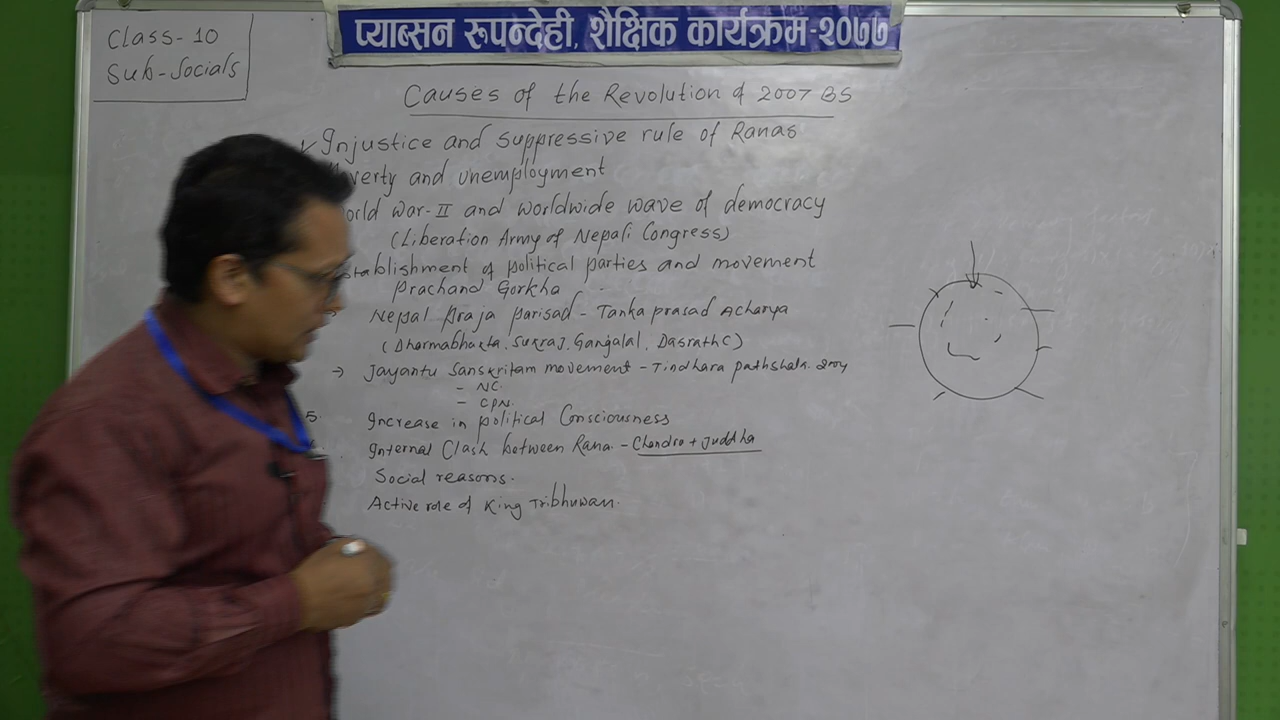 प्याब्सन रूपन्देही, शैक्षिक कार्यक्रम-२०७७
Class-10
Sub-Socials
Causes of the Revolution of 2007 BS
Injustice and suppressive rule of Ranas
verty and unemployment
orld War-II and worldwide wave of democracy
(Liberation Army of Nepali Congress)
tablishment of political parties and movement
Prachand Gorkha
Nepal Praja Parisad - Tanka prasad Acharya
(Dharmabhakta, Sukraj, Gangalal, Dasrath C)
→ Jayantu Sanskritam movement - Tindhara pathshala. 2004
- NC.
- CPN.
5. Increase in political Consciousness
Internal Clash between Rana. - Chandra + Juddha
Social reasons.
Active role of King Tribhuwan.